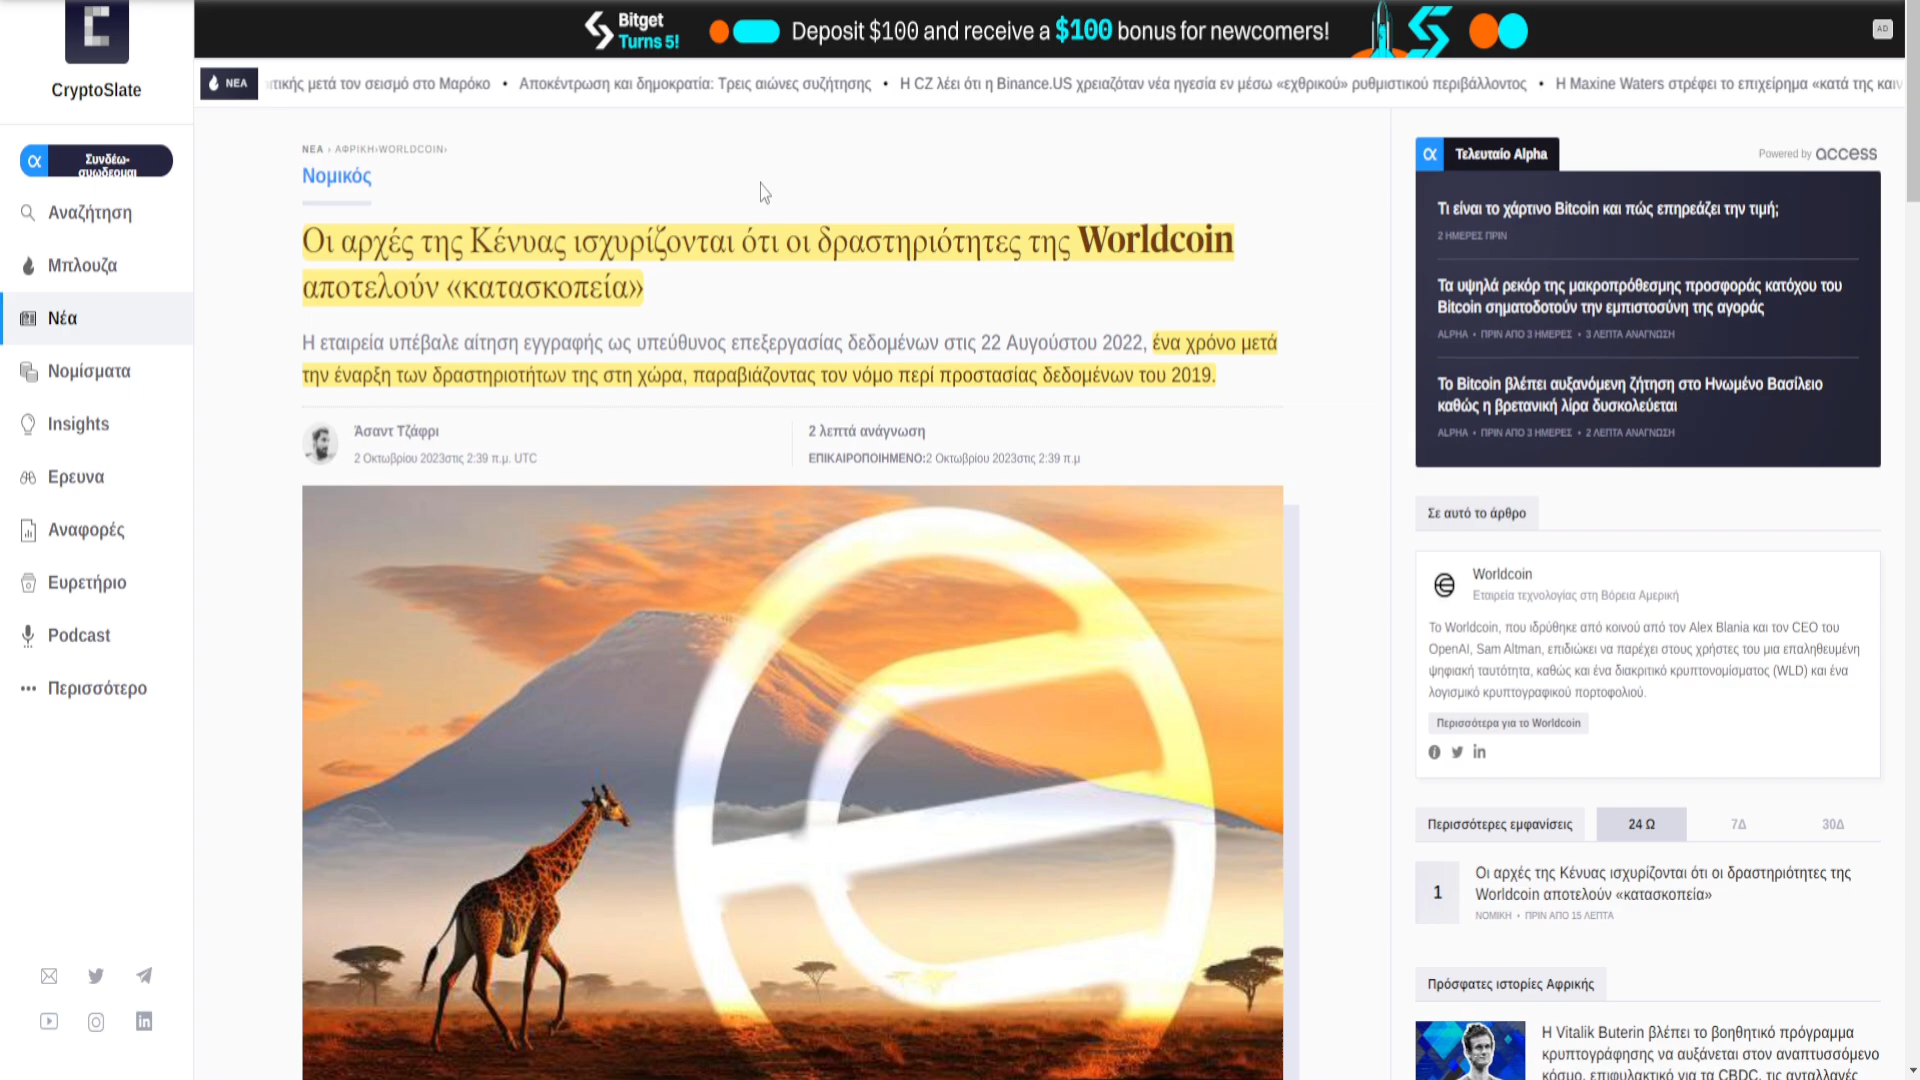 Bitget
Turns 5!
Deposit $100 and receive a $100 bonus for newcomers!
AD
CryptoSlate
ΝΕΑ
ιτικής μετά τον σεισμό στο Μαρόκο • Αποκέντρωση και δημοκρατία: Τρεις αιώνες συζήτησης • Η CZ λέει ότι η Binance.US χρειαζόταν νέα ηγεσία εν μέσω «εχθρικού» ρυθμιστικού περιβάλλοντος • Η Maxine Waters στρέφει το επιχείρημα «κατά της και
Συνδέω-
συωδεομαι
Αναζήτηση
Μπλουζα
Νέα
Νομίσματα
Insights
Ερευνα
Αναφορές
Ευρετήριο
Podcast
Περισσότερο
ΝΕΑ › ΑΦΡΙΚΗ›WORLDCOIN›
Νομικός
Οι αρχές της Κένυας ισχυρίζονται ότι οι δραστηριότητες της Worldcoin
αποτελούν «κατασκοπεία»
Η εταιρεία υπέβαλε αίτηση εγγραφής ως υπεύθυνος επεξεργασίας δεδομένων στις 22 Αυγούστου 2022, ένα χρόνο μετά
την έναρξη των δραστηριοτήτων της στη χώρα, παραβιάζοντας τον νόμο περί προστασίας δεδομένων του 2019.
Άσαντ Τζάφρι
2 Οκτωβρίου 2023στις 2:39 π.μ. UTC
2 λεπτά ανάγνωση
ΕΠΙΚΑΙΡΟΠΟΙΗΜΕΝΟ:2 Οκτωβρίου 2023στις 2:39 π.μ
Τελευταίο Alpha
Powered by access
Τι είναι το χάρτινο Bitcoin και πώς επηρεάζει την τιμή;
2 ΗΜΕΡΕΣ ΠΡΙΝ
Τα υψηλά ρεκόρ της μακροπρόθεσμης προσφοράς κατόχου του
Bitcoin σηματοδοτούν την εμπιστοσύνη της αγοράς
ALPHA • ΠΡΙΝ ΑΠΟ 3 ΗΜΕΡΕΣ • 3 ΛΕΠΤΑ ΑΝΑΓΝΩΣΗ
Το Bitcoin βλέπει αυξανόμενη ζήτηση στο Ηνωμένο Βασίλειο
καθώς η βρετανική λίρα δυσκολεύεται
ALPHA • ΠΡΙΝ ΑΠΟ 3 ΗΜΕΡΕΣ • 2 ΛΕΠΤΑ ΑΝΑΓΝΩΣΗ
Σε αυτό το άρθρο
Worldcoin
Εταιρεία τεχνολογίας στη Βόρεια Αμερική
Το Worldcoin, που ιδρύθηκε από κοινού από τον Alex Blania και τον CEO του
OpenAI, Sam Altman, επιδιώκει να παρέχει στους χρήστες του μια επαληθευμένη
ψηφιακή ταυτότητα, καθώς και ένα διακριτικό κρυπτονομίσματος (WLD) και ένα
λογισμικό κρυπτογραφικού πορτοφολιού.
Περισσότερα για το Worldcoin
Περισσότερες εμφανίσεις
24 Ω
7Δ
30Δ
1
Οι αρχές της Κένυας ισχυρίζονται ότι οι δραστηριότητες της
Worldcoin αποτελούν «κατασκοπεία»
ΝΟΜΙΚΗ • ΠΡΙΝ ΑΠΟ 15 ΛΕΠΤΑ
Πρόσφατες ιστορίες Αφρικής
Η Vitalik Buterin βλέπει το βοηθητικό πρόγραμμα
κρυπτογράφησης να αυξάνεται στον αναπτυσσόμενο
κόσμο, επιφυλακτικό για τα CBDC, τις ανταλλαγές